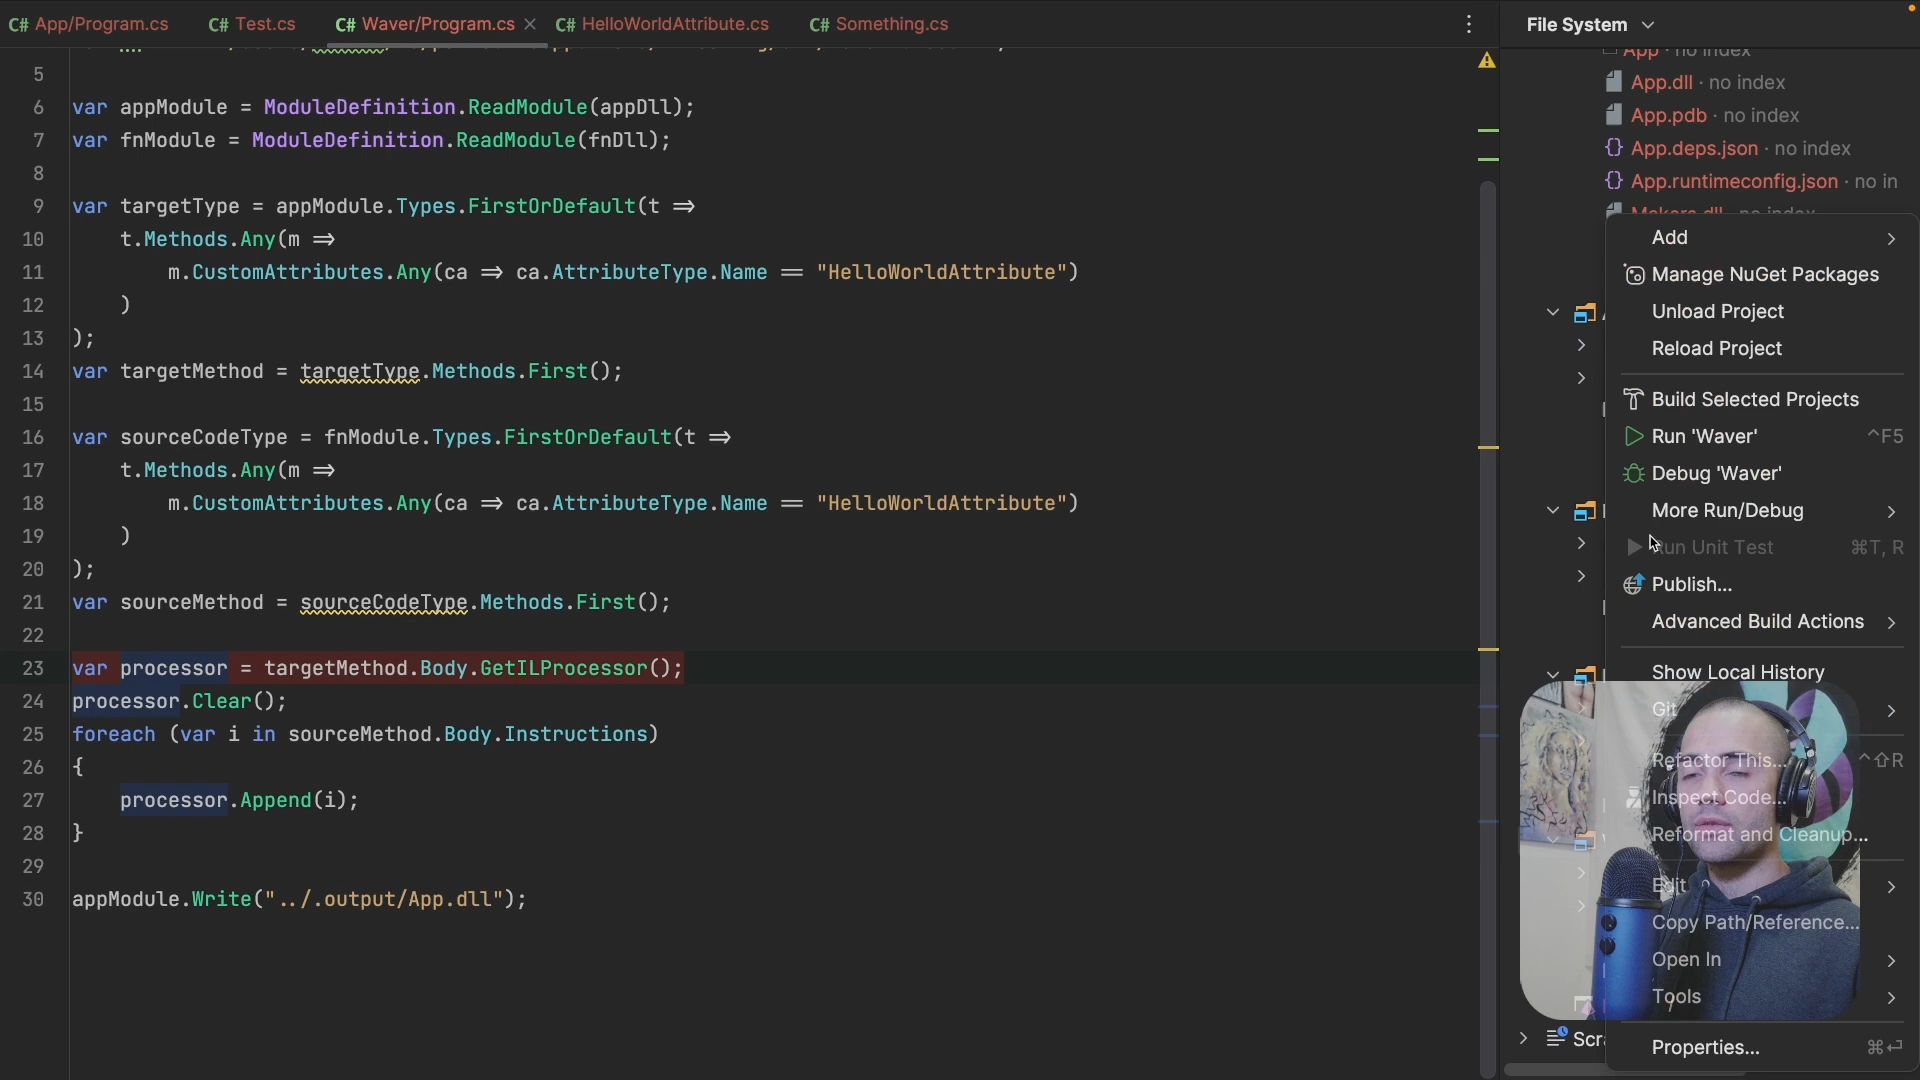 C# App/Program.cs
C# Test.cs
C# Waver/Program.cs
C# HelloWorldAttribute.cs
C# Something.cs
5
6 var appModule = ModuleDefinition.ReadModule(appDll);
7 var fnModule = ModuleDefinition.ReadModule(fnDll);
8
9 var targetType = appModule.Types.FirstOrDefault(t ⇒
10 t.Methods.Any(m ⇒
11 m.CustomAttributes.Any(ca ⇒ ca.AttributeType.Name == "HelloWorldAttribute")
12 )
13 );
14 var targetMethod = targetType.Methods.First();
15
16 var sourceCodeType = fnModule.Types.FirstOrDefault(t ⇒
17 t.Methods.Any(m ⇒
18 m.CustomAttributes.Any(ca ⇒ ca.AttributeType.Name == "HelloWorldAttribute")
19 )
20 );
21 var sourceMethod = sourceCodeType.Methods.First();
22
23 var processor = targetMethod.Body.GetILProcessor();
24 processor.Clear();
25 foreach (var i in sourceMethod.Body.Instructions)
26 {
27 processor.Append(i);
28 }
29
30 appModule.Write("../.output/App.dll");
File System
App · no index
App.dll · no index
App.pdb · no index
App.deps.json · no index
App.runtimeconfig.json · no in
Add
Manage NuGet Packages
Unload Project
Reload Project
Build Selected Projects
Run 'Waver' ^F5
Debug 'Waver'
More Run/Debug
Run Unit Test ⌘T, R
Publish...
Advanced Build Actions
Show Local History
Git
Refactor This... ^⇧R
Inspect Code...
Reformat and Cleanup...
Edit
Copy Path/Reference...
Open In
Tools
Scra
Properties... ⌘⏎